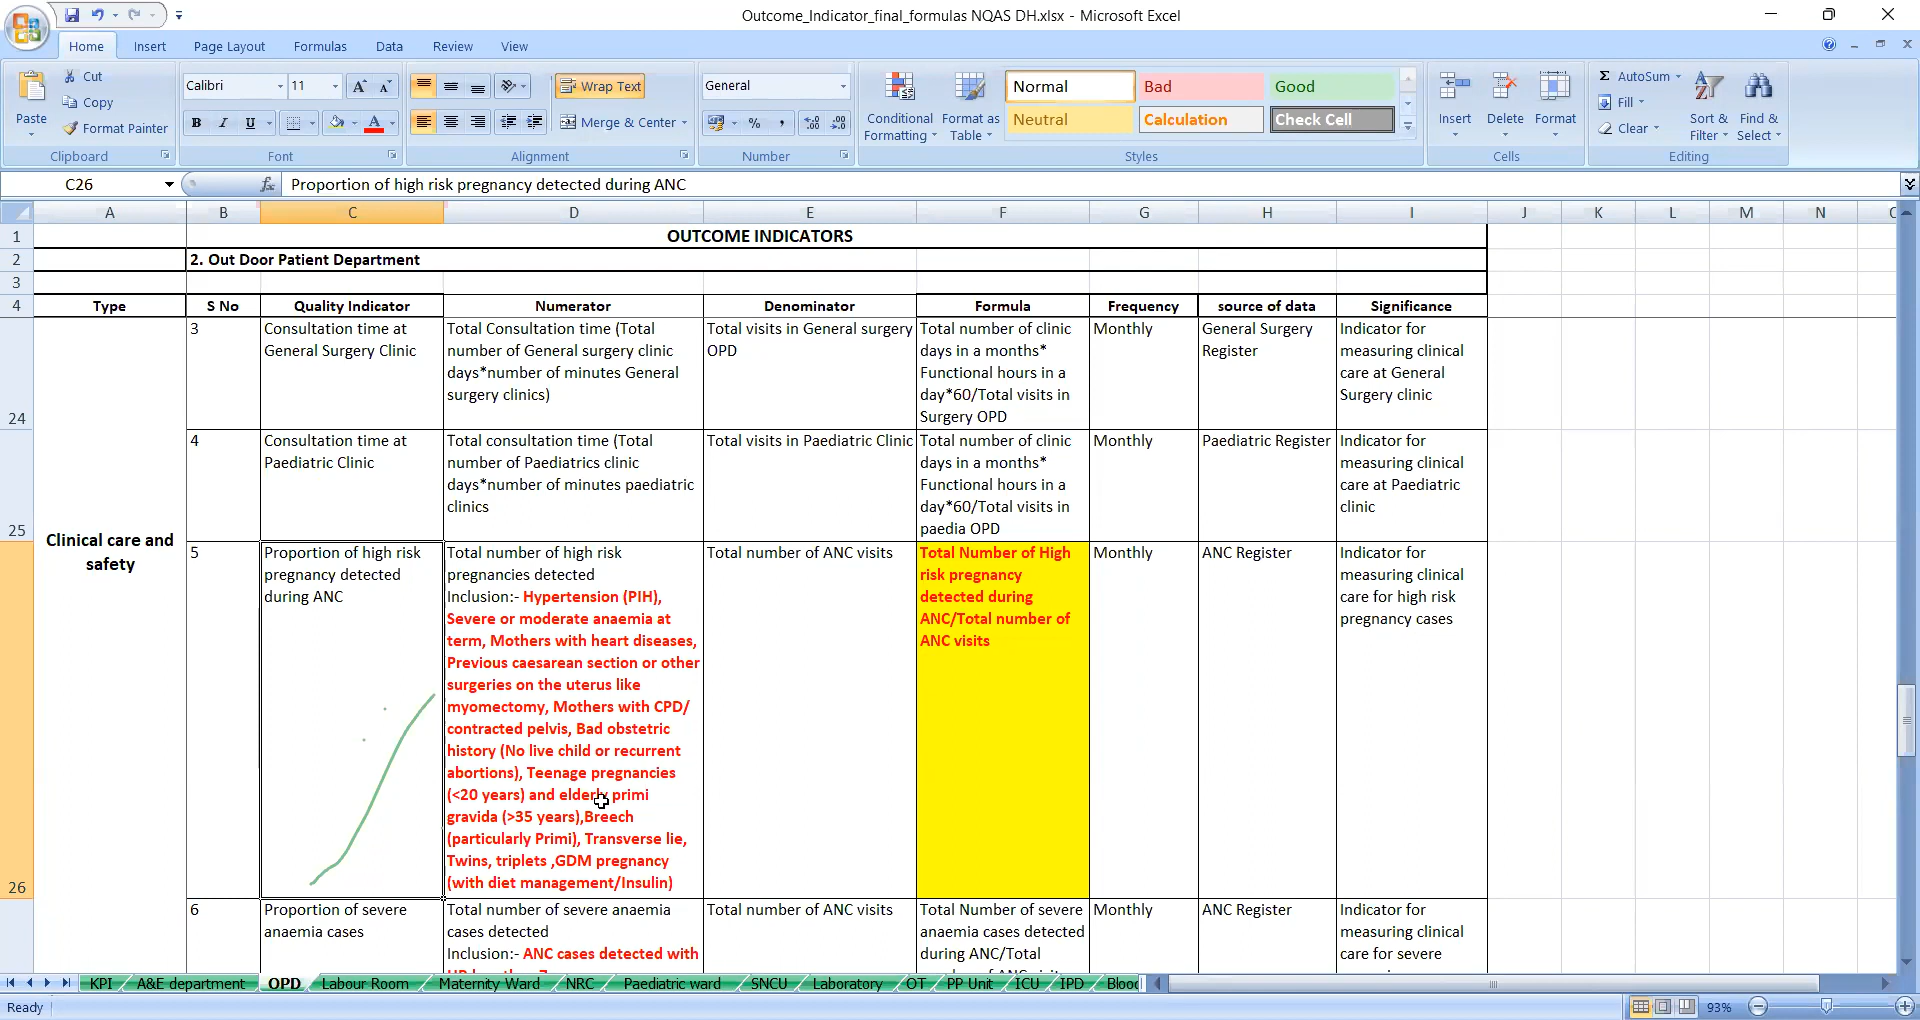 Outcome_Indicator_final_formulas NQAS DH.xlsx - Microsoft Excel
Home Insert Page Layout Formulas Data Review View
Paste
Cut
Copy
Format Painter
Clipboard
Calibri 11
B I U
Font
Wrap Text
Merge & Center
Alignment
General
%
Number
Conditional Formatting
Format as Table
Normal Bad Good
Neutral Calculation Check Cell
Styles
Insert Delete Format
Cells
AutoSum
Fill
Clear
Sort & Filter
Find & Select
Editing
C26 fx Proportion of high risk pregnancy detected during ANC
A B C D E F G H I J K L M N
1 OUTCOME INDICATORS
2 2. Out Door Patient Department
3
4 Type S No Quality Indicator Numerator Denominator Formula Frequency source of data Significance
Clinical care and
safety
24
3
Consultation time at
General Surgery Clinic
Total Consultation time (Total
number of General surgery clinic
days*number of minutes General
surgery clinics)
Total visits in General surgery
OPD
Total number of clinic
days in a months*
Functional hours in a
day*60/Total visits in
Surgery OPD
Monthly
General Surgery
Register
Indicator for
measuring clinical
care at General
Surgery clinic
25
4
Consultation time at
Paediatric Clinic
Total consultation time (Total
number of Paediatrics clinic
days*number of minutes paediatric
clinics
Total visits in Paediatric Clinic
Total number of clinic
days in a months*
Functional hours in a
day*60/Total visits in
paedia OPD
Monthly
Paediatric Register
Indicator for
measuring clinical
care at Paediatric
clinic
26
5
Proportion of high risk
pregnancy detected
during ANC
Total number of high risk
pregnancies detected
Inclusion:- Hypertension (PIH),
Severe or moderate anaemia at
term, Mothers with heart diseases,
Previous caesarean section or other
surgeries on the uterus like
myomectomy, Mothers with CPD/
contracted pelvis, Bad obstetric
history (No live child or recurrent
abortions), Teenage pregnancies
(<20 years) and elderly primi
gravida (>35 years),Breech
(particularly Primi), Transverse lie,
Twins, triplets ,GDM pregnancy
(with diet management/Insulin)
Total number of ANC visits
Total Number of High
risk pregnancy
detected during
ANC/Total number of
ANC visits
Monthly
ANC Register
Indicator for
measuring clinical
care for high risk
pregnancy cases
6
Proportion of severe
anaemia cases
Total number of severe anaemia
cases detected
Inclusion:- ANC cases detected with
Total number of ANC visits
Total Number of severe
anaemia cases detected
during ANC/Total
Monthly
ANC Register
Indicator for
measuring clinical
care for severe
KPI A&E department OPD Labour Room Maternity Ward NRC Paediatric ward SNCU Laboratory OT PP Unit ICU IPD Blood
Ready 93%